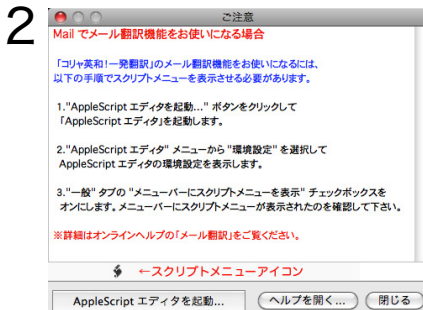 2
ご注意
Mail でメール翻訳機能をお使いになる場合
「コリャ英和!一発翻訳」のメール翻訳機能をお使いになるには、
以下の手順でスクリプトメニューを表示させる必要があります。
1."AppleScript エディタを起動..." ボタンをクリックして
「AppleScript エディタ」を起動します。
2."AppleScript エディタ" メニューから "環境設定" を選択して
AppleScript エディタの環境設定を表示します。
3."一般" タブの "メニューバーにスクリプトメニューを表示" チェックボックスを
オンにします。メニューバーにスクリプトメニューが表示されたのを確認して下さい。
※詳細はオンラインヘルプの「メール翻訳」をご覧ください。
←スクリプトメニューアイコン
AppleScript エディタを起動... ヘルプを開く... 閉じる